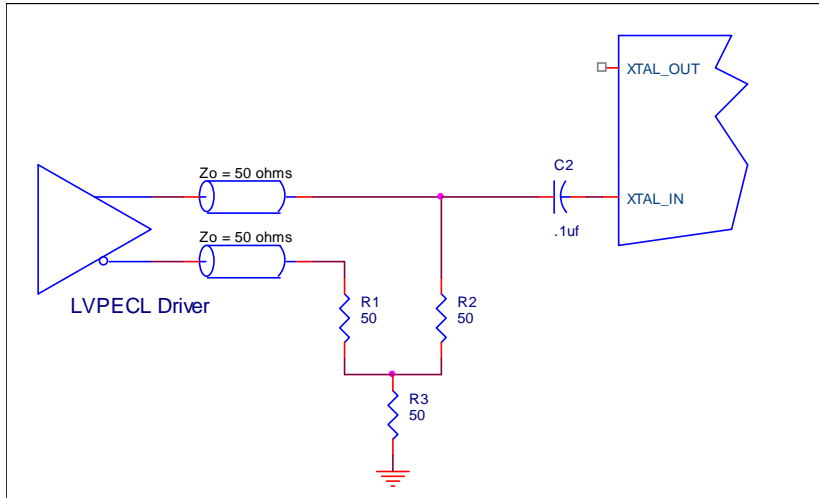 XTAL_OUT
Zo = 50 ohms
C2
XTAL_IN
.1uf
Zo = 50 ohms
LVPECL Driver
R1
50
R2
50
R3
50